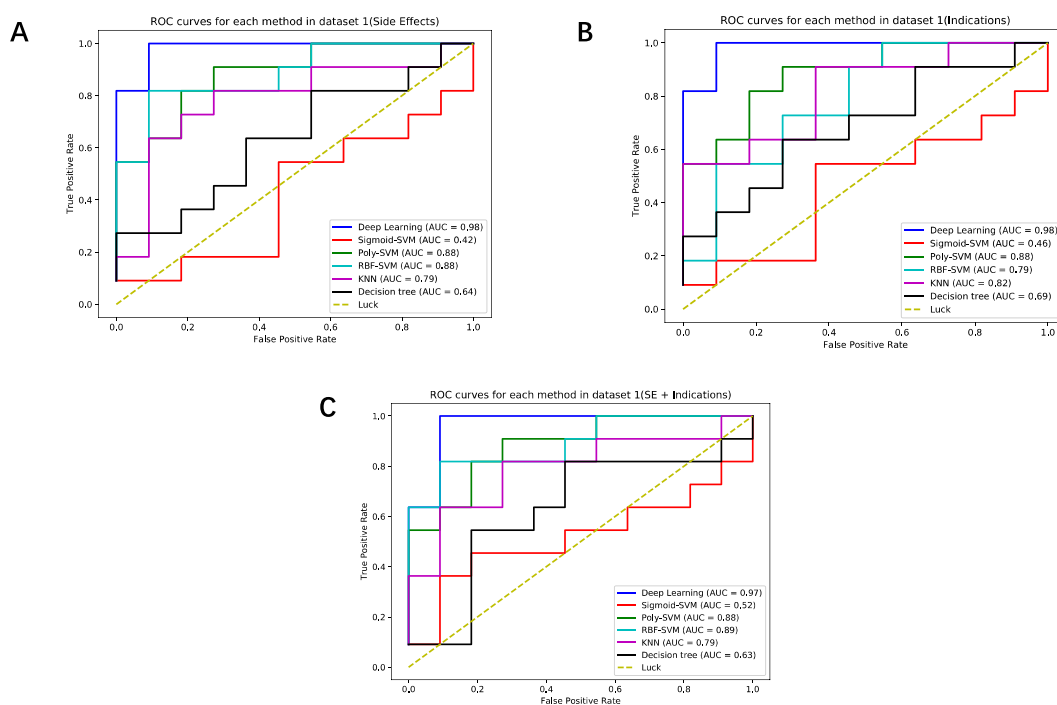 A
ROC curves for each method in dataset 1(Side Effects)
True Positive Rate
1,0
0.8
0.6
0.4
0.2
0.0
Deep Learning (AUC = 0,98)
Sigmoid-SVM (AUC = 0.42)
Poly-SVM (AUC = 0.88)
RBF-SVM (AUC = 0.88)
KNN (AUC = 0.79)
Decision tree (AUC = 0.64)
Luck
0.0 0.2 0.4 0.6 0.8 1.0
False Positive Rate
B
ROC curves for each method in dataset 1(Indications)
True Positive Rate
1.0
0.8
0.6
0.4
0.2
0.0
Deep Learning (AUC = 0.98)
Sigmoid-SVM (AUC = 0.46)
Poly-SVM (AUC = 0.88)
RBF-SVM (AUC = 0.79)
KNN (AUC = 0.82)
Decision tree (AUC = 0.69)
Luck
0.0 0.2 0.4 0.6 0.8 1.0
False Positive Rate
C
ROC curves for each method in dataset 1(SE + Indications)
True Positive Rate
1,0
0.8
0.6
0.4
0.2
0.0
Deep Learning (AUC = 0.97)
Sigmoid-SVM (AUC = 0,52)
Poly-SVM (AUC = 0.88)
RBF-SVM (AUC = 0.89)
KNN (AUC = 0.79)
Decision tree (AUC = 0.63)
Luck
0.0 0.2 0.4 0.6 0.8 1.0
False Positive Rate